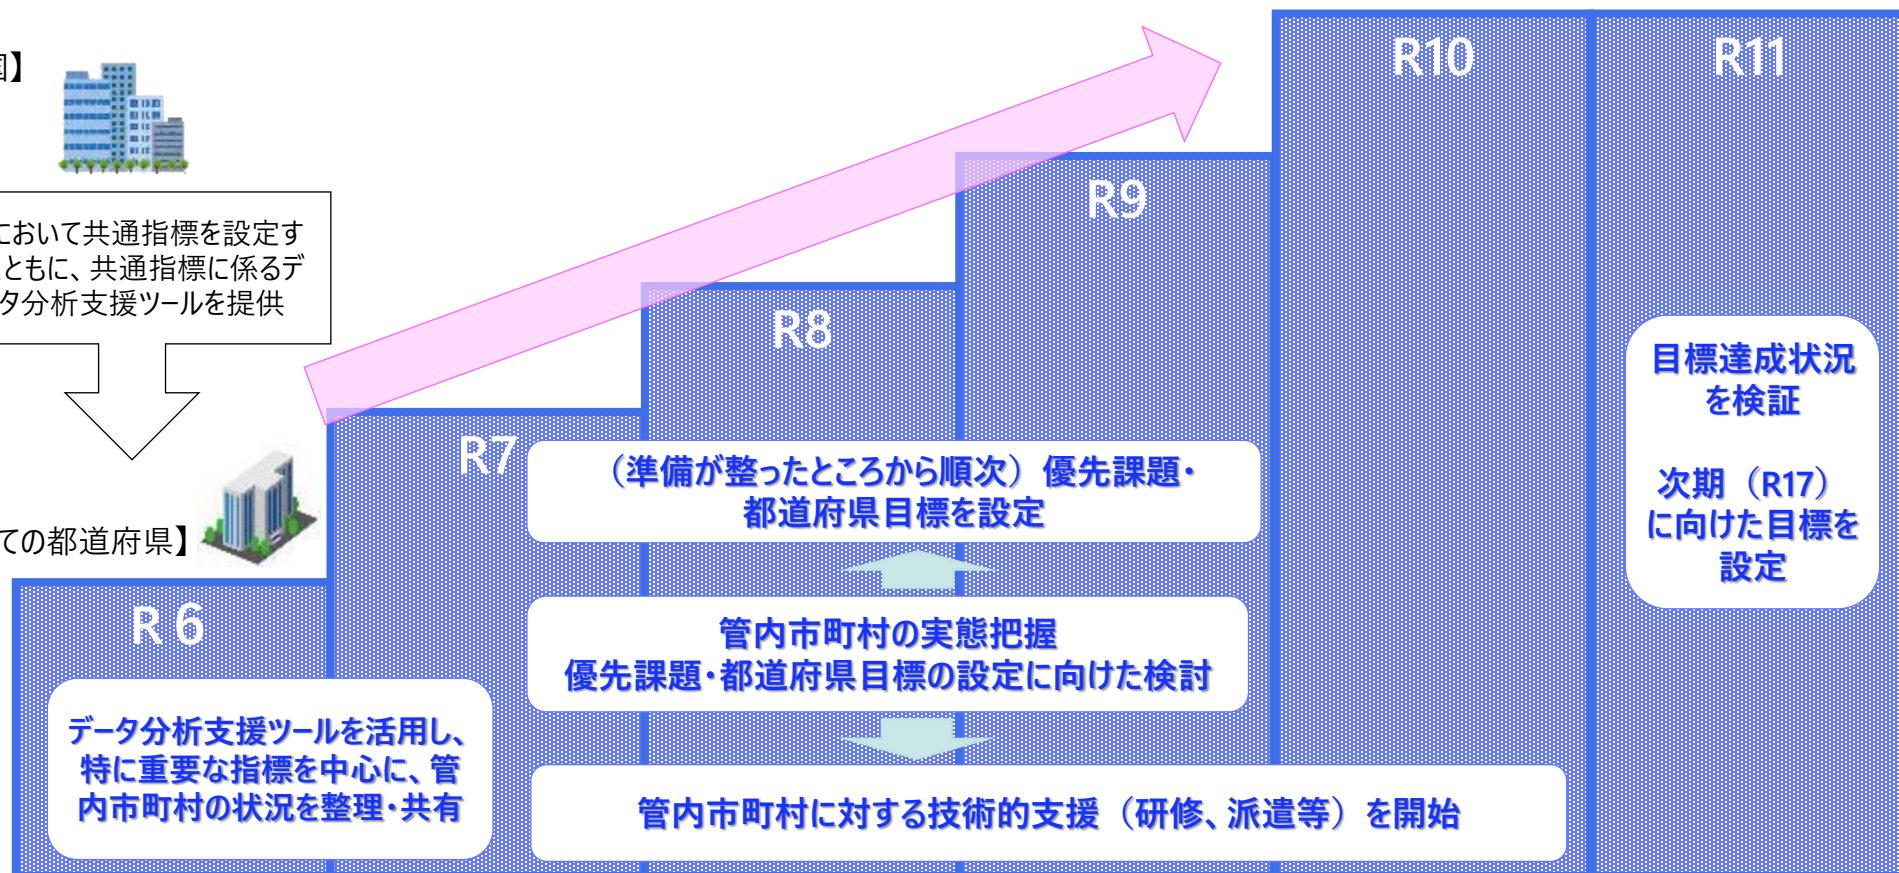 】
において共通指標を設定す
ともに、共通指標に係るデ
タ分析支援ツールを提供
ての都道府県】
R 6
データ分析支援ツールを活用し、
特に重要な指標を中心に、管
内市町村の状況を整理・共有
R7
R8
R9
R10
R11
（準備が整ったところから順次）優先課題・
都道府県目標を設定
管内市町村の実態把握
優先課題・都道府県目標の設定に向けた検討
管内市町村に対する技術的支援（研修、派遣等）を開始
目標達成状況
を検証
次期（R17）
に向けた目標を
設定